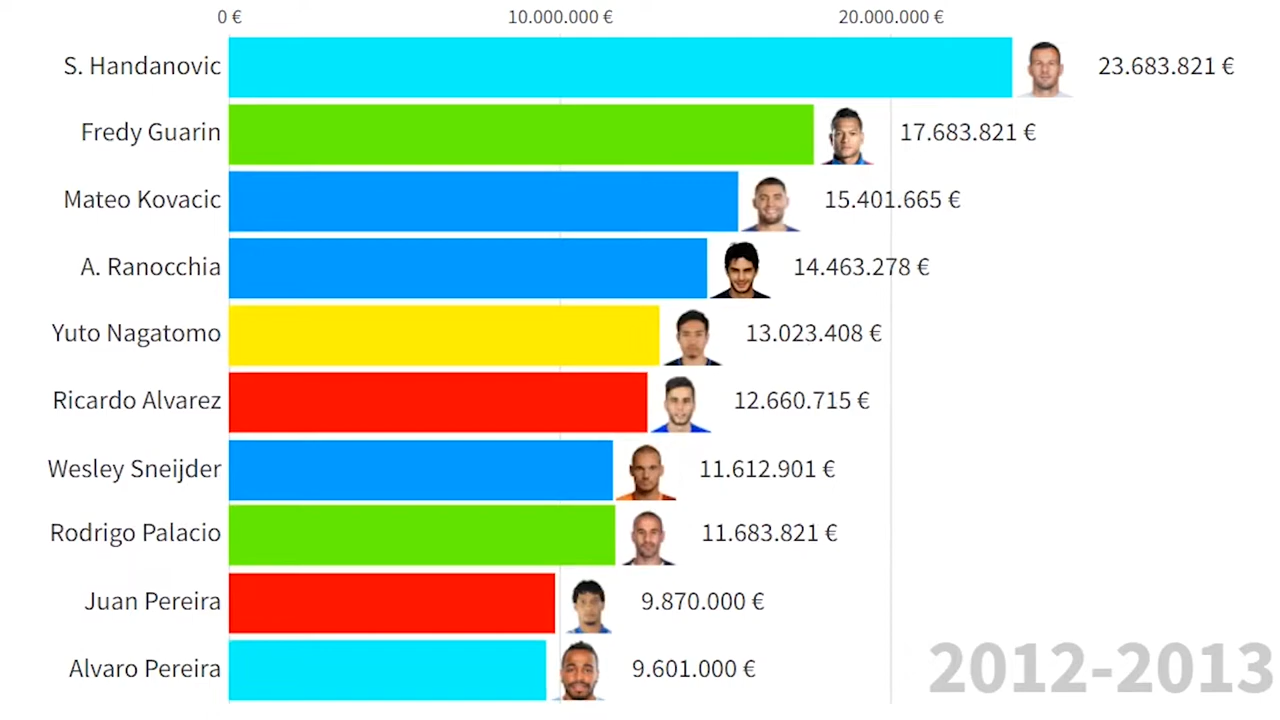 0 € 10.000.000 € 20.000.000 €
S. Handanovic 23.683.821 €
Fredy Guarin 17.683.821 €
Mateo Kovacic 15.401.665 €
A. Ranocchia 14.463.278 €
Yuto Nagatomo 13.023.408 €
Ricardo Alvarez 12.660.715 €
Wesley Sneijder 11.612.901 €
Rodrigo Palacio 11.683.821 €
Juan Pereira 9.870.000 €
Alvaro Pereira 9.601.000 €
2012-2013